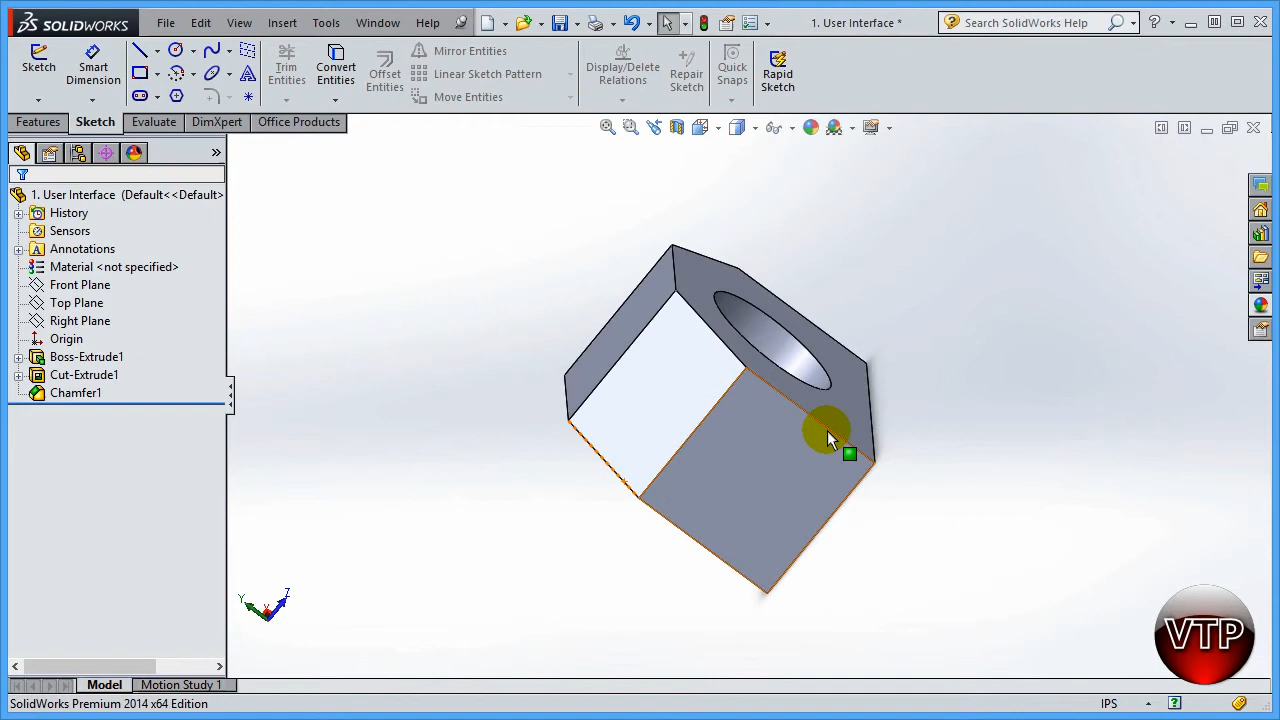 SOLIDWORKS File Edit View Insert Tools Window Help 1. User Interface * Search SolidWorks Help
Sketch Smart Dimension Trim Entities Convert Entities Offset Entities Mirror Entities Linear Sketch Pattern Move Entities Display/Delete Relations Repair Sketch Quick Snaps Rapid Sketch
Features Sketch Evaluate DimXpert Office Products
1. User Interface (Default<<Default>
History
Sensors
A Annotations
Material <not specified>
Front Plane
Top Plane
Right Plane
Origin
Boss-Extrude1
Cut-Extrude1
Chamfer1
Y X Z
VTP
Model Motion Study 1
SolidWorks Premium 2014 x64 Edition IPS